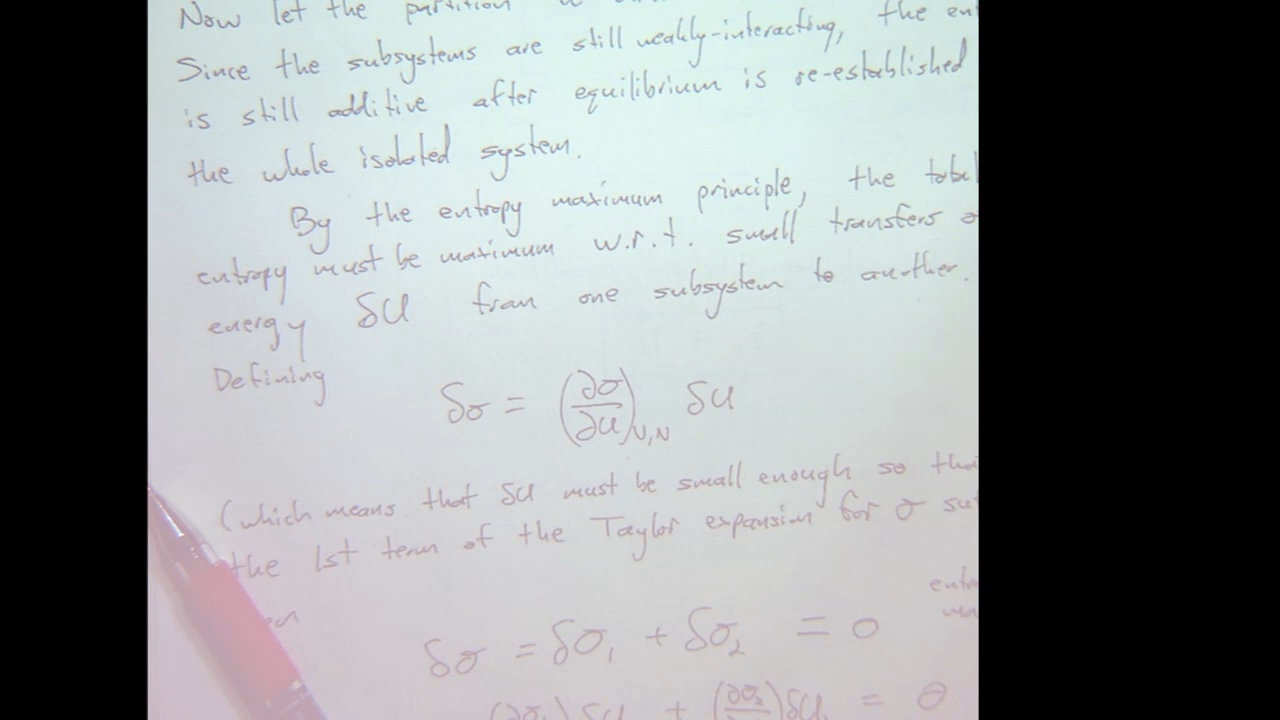 Now let the partition
Since the subsystems are still weakly-interacting, the en
is still additive after equilibrium is re-established
the whole isolated system.
By the entropy maximum principle, the total
entropy must be maximum w.r.t. small transfers o
energy δU from one subsystem to another.
Defining
δσ = (∂σ/∂U)_{V,N} δU
(which means that δU must be small enough so tha
the 1st term of the Taylor expansion for σ su
δσ = δσ₁ + δσ₂ = 0 entro